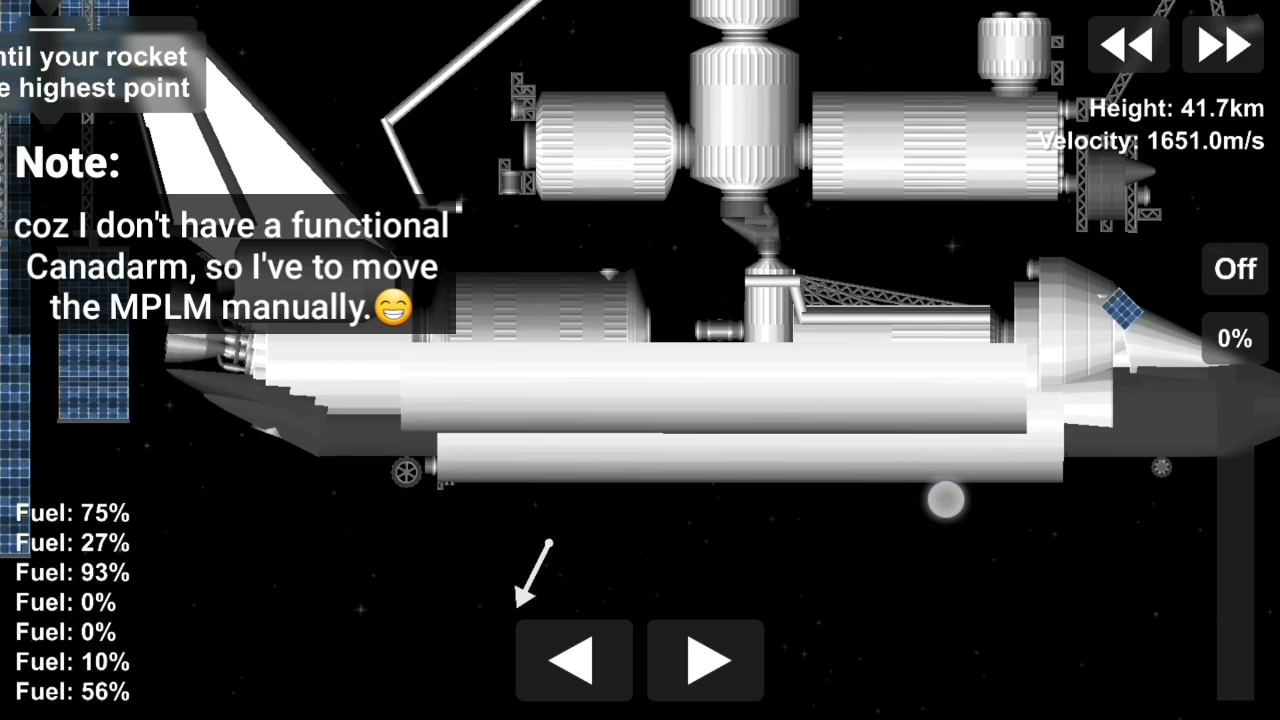 ntil your rocket
e highest point
Height: 41.7km
Velocity: 1651.0m/s
Note:
coz I don't have a functional
Canadarm, so I've to move
the MPLM manually.😁
Off
0%
Fuel: 75%
Fuel: 27%
Fuel: 93%
Fuel: 0%
Fuel: 0%
Fuel: 10%
Fuel: 56%